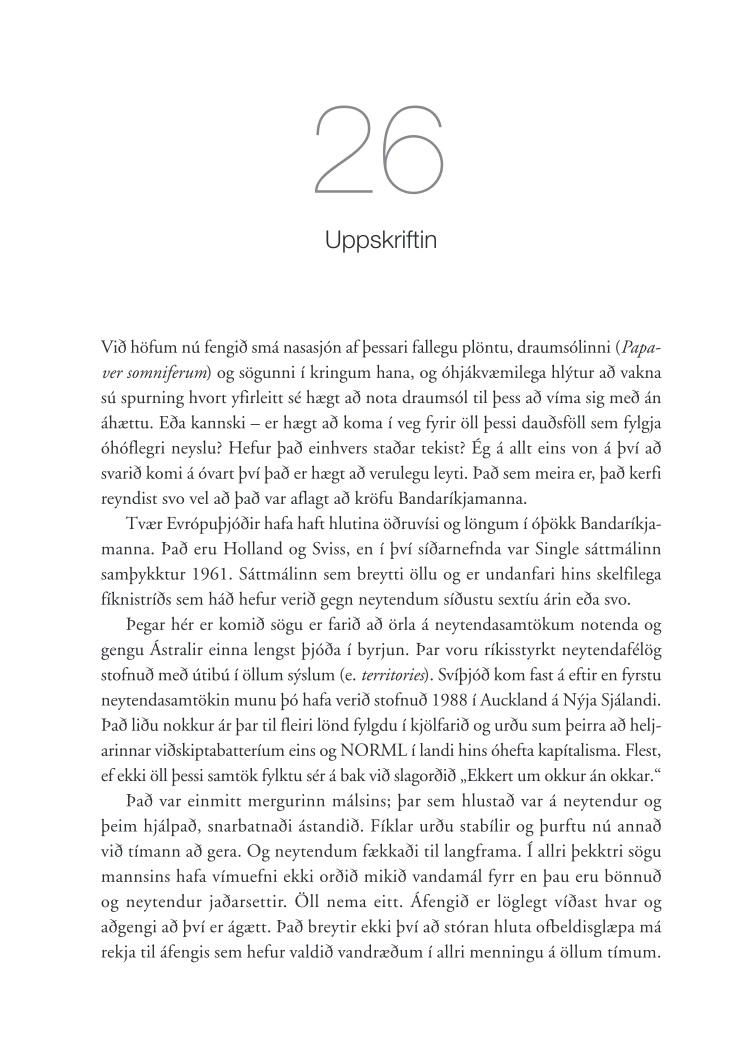 26
Uppskriftin
Við höfum nú fengið smá nasasjón af þessari fallegu plöntu, draumsólinni (Papa-
ver somniferum) og sögunni í kringum hana, og óhjákvæmilega hlýtur að vakna
sú spurning hvort yfirleitt sé hægt að nota draumsól til þess að víma sig með án
áhættu. Eða kannski – er hægt að koma í veg fyrir öll þessi dauðsföll sem fylgja
óhóflegri neyslu? Hefur það einhvers staðar tekist? Ég á allt eins von á því að
svarið komi á óvart því það er hægt að verulegu leyti. Það sem meira er, það kerfi
reyndist svo vel að það var aflagt að kröfu Bandaríkjamanna.
Tvær Evrópuþjóðir hafa haft hlutina öðruvísi og löngum í óþökk Bandaríkja-
manna. Það eru Holland og Sviss, en í því síðarnefnda var Single sáttmálinn
samþykktur 1961. Sáttmálinn sem breytti öllu og er undanfari hins skelfilega
fíknistríðs sem háð hefur verið gegn neytendum síðustu sextíu árin eða svo.
Þegar hér er komið sögu er farið að örla á neytendasamtökum notenda og
gengu Ástralir einna lengst þjóða í byrjun. Þar voru ríkisstyrkt neytendafélög
stofnuð með útibú í öllum sýslum (e. territories). Svíþjóð kom fast á eftir en fyrstu
neytendasamtökin munu þó hafa verið stofnuð 1988 í Auckland á Nýja Sjálandi.
Það liðu nokkur ár þar til fleiri lönd fylgdu í kjölfarið og urðu sum þeirra að helj-
arinnar viðskiptabatteríum eins og NORML í landi hins óhefta kapítalisma. Flest,
ef ekki öll þessi samtök fylktu sér á bak við slagorðið „Ekkert um okkur án okkar.“
Það var einmitt mergurinn málsins; þar sem hlustað var á neytendur og
þeim hjálpað, snarbatnaði ástandið. Fíklar urðu stabílir og þurftu nú annað
við tímann að gera. Og neytendum fækkaði til langframa. Í allri þekktri sögu
mannsins hafa vímuefni ekki orðið mikið vandamál fyrr en þau eru bönnuð
og neytendur jaðarsettir. Öll nema eitt. Áfengið er löglegt víðast hvar og
aðgengi að því er ágætt. Það breytir ekki því að stóran hluta ofbeldisglæpa má
rekja til áfengis sem hefur valdið vandræðum í allri menningu á öllum tímum.